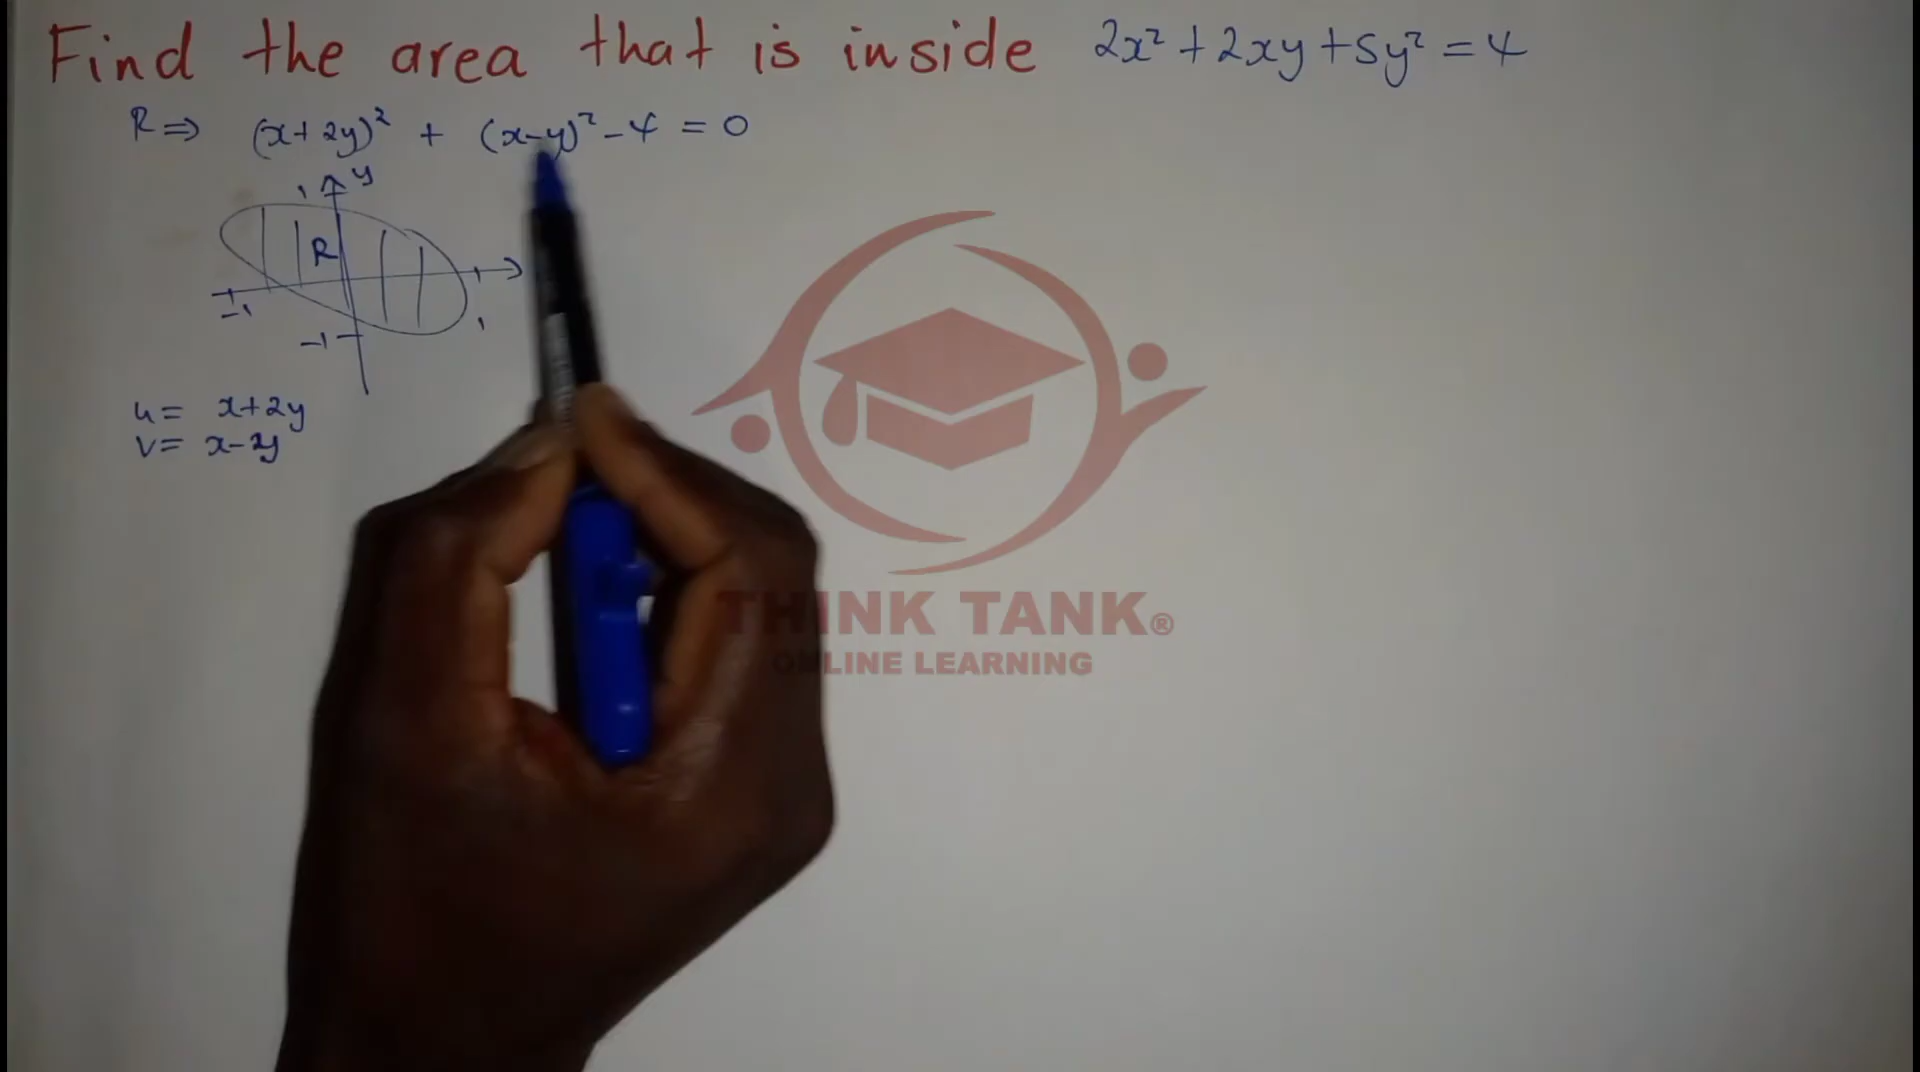 Find the area that is inside 2x² + 2xy + 5y² = 4
R ⇒ (x + 2y)² + (x - y)² - 4 = 0
1 y
R
-1 1
-1
u = x + 2y
v = x - y
THINK TANK®
ONLINE LEARNING